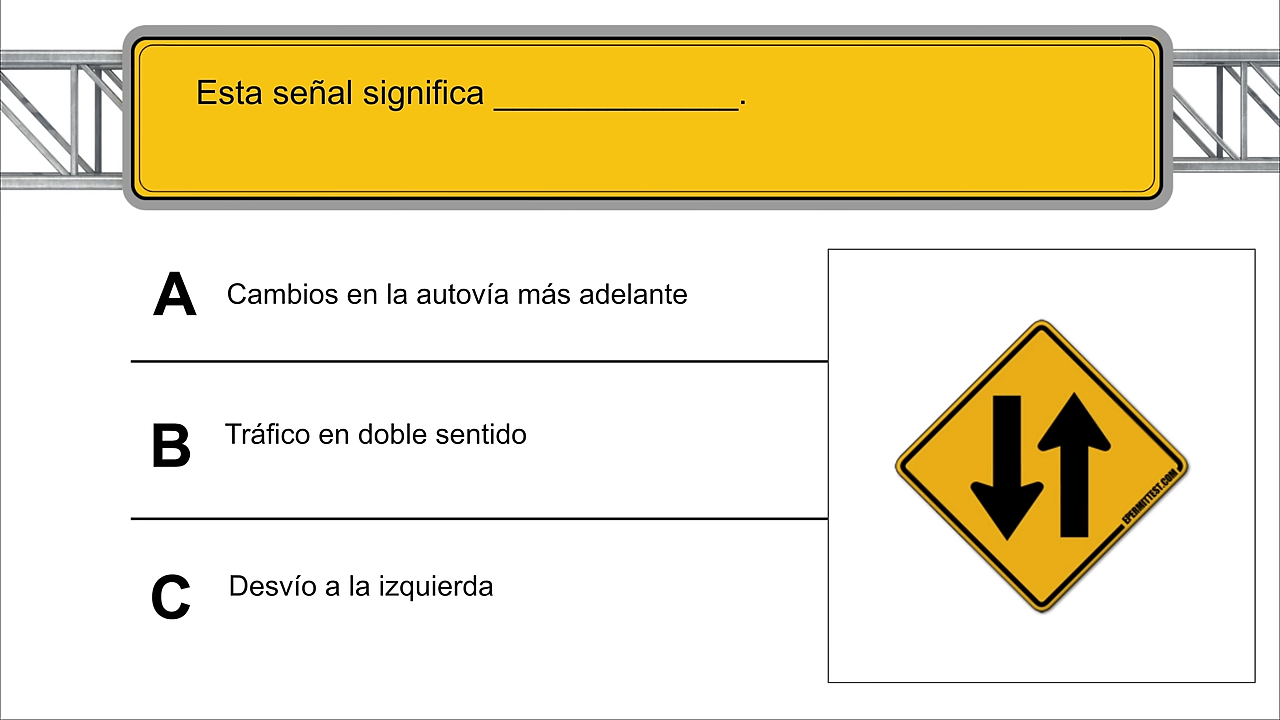 Esta señal significa _____________.
A Cambios en la autovía más adelante
B Tráfico en doble sentido
C Desvío a la izquierda
EPERMITTEST.COM